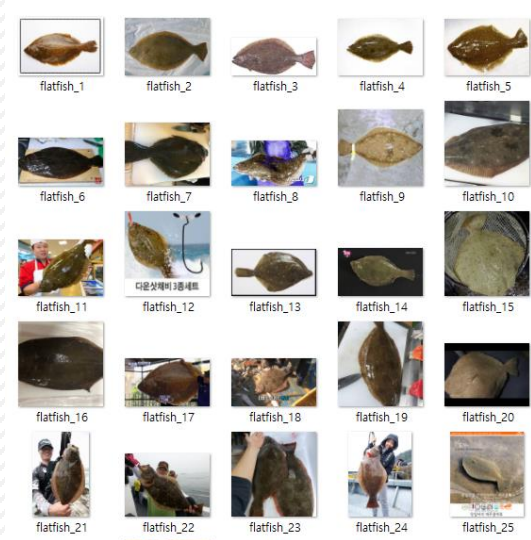 flatfish_1
flatfish_2
flatfish_3
flatfish_4
flatfish_5
flatfish_6
flatfish_7
flatfish_8
flatfish_9
flatfish_10
다운샷채비 3종세트
flatfish_11
flatfish_12
flatfish_13
flatfish_14
flatfish_15
flatfish_16
flatfish_17
flatfish_18
flatfish_19
flatfish_20
flatfish_21
flatfish_22
flatfish_23
flatfish_24
flatfish_25